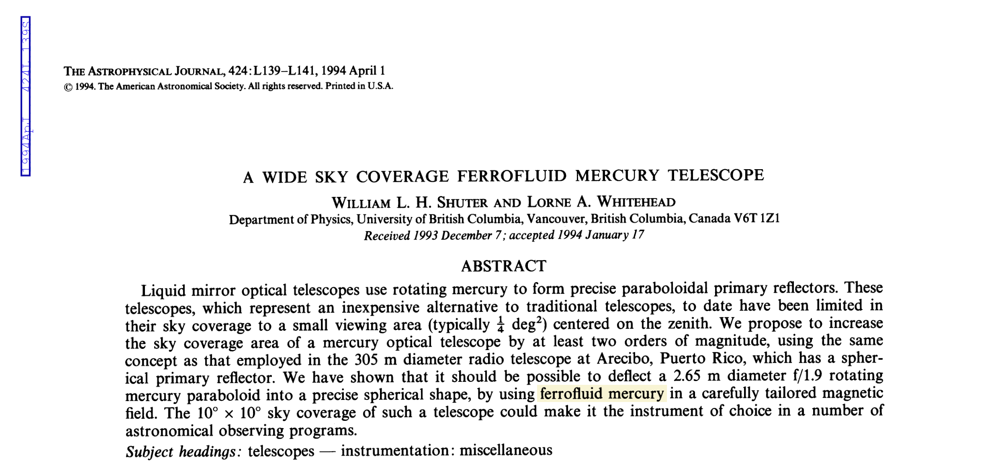 1994ApJ...424L.139S
THE ASTROPHYSICAL JOURNAL, 424:L139–L141, 1994 April 1
© 1994. The American Astronomical Society. All rights reserved. Printed in U.S.A.
A WIDE SKY COVERAGE FERROFLUID MERCURY TELESCOPE
WILLIAM L. H. SHUTER AND LORNE A. WHITEHEAD
Department of Physics, University of British Columbia, Vancouver, British Columbia, Canada V6T 1Z1
Received 1993 December 7; accepted 1994 January 17
ABSTRACT
Liquid mirror optical telescopes use rotating mercury to form precise paraboloidal primary reflectors. These
telescopes, which represent an inexpensive alternative to traditional telescopes, to date have been limited in
their sky coverage to a small viewing area (typically ¼ deg²) centered on the zenith. We propose to increase
the sky coverage area of a mercury optical telescope by at least two orders of magnitude, using the same
concept as that employed in the 305 m diameter radio telescope at Arecibo, Puerto Rico, which has a spher-
ical primary reflector. We have shown that it should be possible to deflect a 2.65 m diameter f/1.9 rotating
mercury paraboloid into a precise spherical shape, by using ferrofluid mercury in a carefully tailored magnetic
field. The 10° × 10° sky coverage of such a telescope could make it the instrument of choice in a number of
astronomical observing programs.
Subject headings: telescopes — instrumentation: miscellaneous